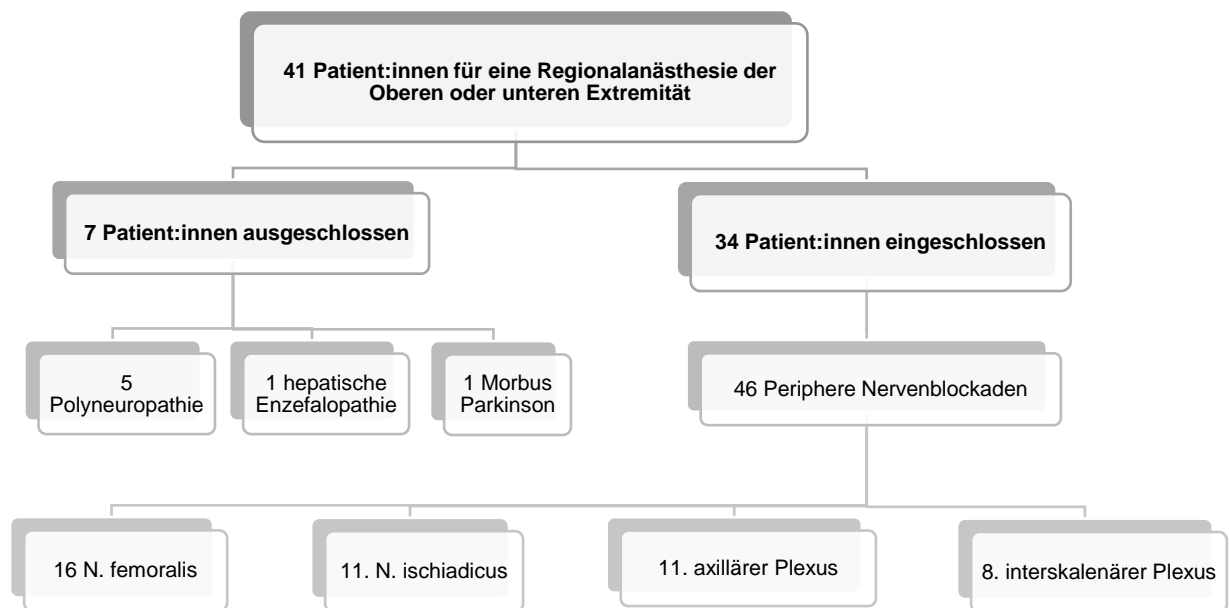 41 Patient:innen für eine Regionalanästhesie der
Oberen oder unteren Extremität
7 Patient:innen ausgeschlossen
34 Patient:innen eingeschlossen
5
Polyneuropathie
1 hepatische
Enzefalopathie
1 Morbus
Parkinson
46 Periphere Nervenblockaden
16 N. femoralis
11. N. ischiadicus
11. axillärer Plexus
8. interskalenärer Plexus